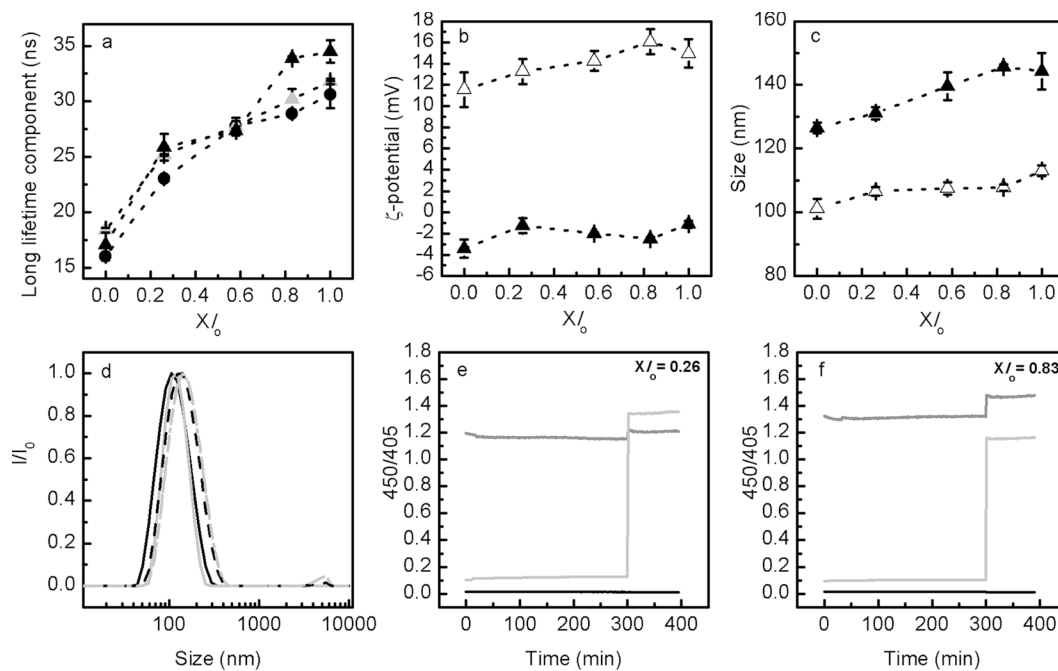 a
Long lifetime component (ns)
35
30
25
20
15
0.0 0.2 0.4 0.6 0.8 1.0
X/o
b
ζ-potential (mV)
18
16
14
12
10
8
6
4
2
0
-2
-4
-6
0.0 0.2 0.4 0.6 0.8 1.0
X/o
c
Size (nm)
160
140
120
100
80
0.0 0.2 0.4 0.6 0.8 1.0
X/o
d
I/I0
1.0
0.8
0.6
0.4
0.2
0.0
100 1000 10000
Size (nm)
e
X/o = 0.26
450/405
1.8
1.6
1.4
1.2
1.0
0.8
0.6
0.4
0.2
0.0
0 100 200 300 400
Time (min)
f
X/o = 0.83
450/405
1.8
1.6
1.4
1.2
1.0
0.8
0.6
0.4
0.2
0.0
0 100 200 300 400
Time (min)